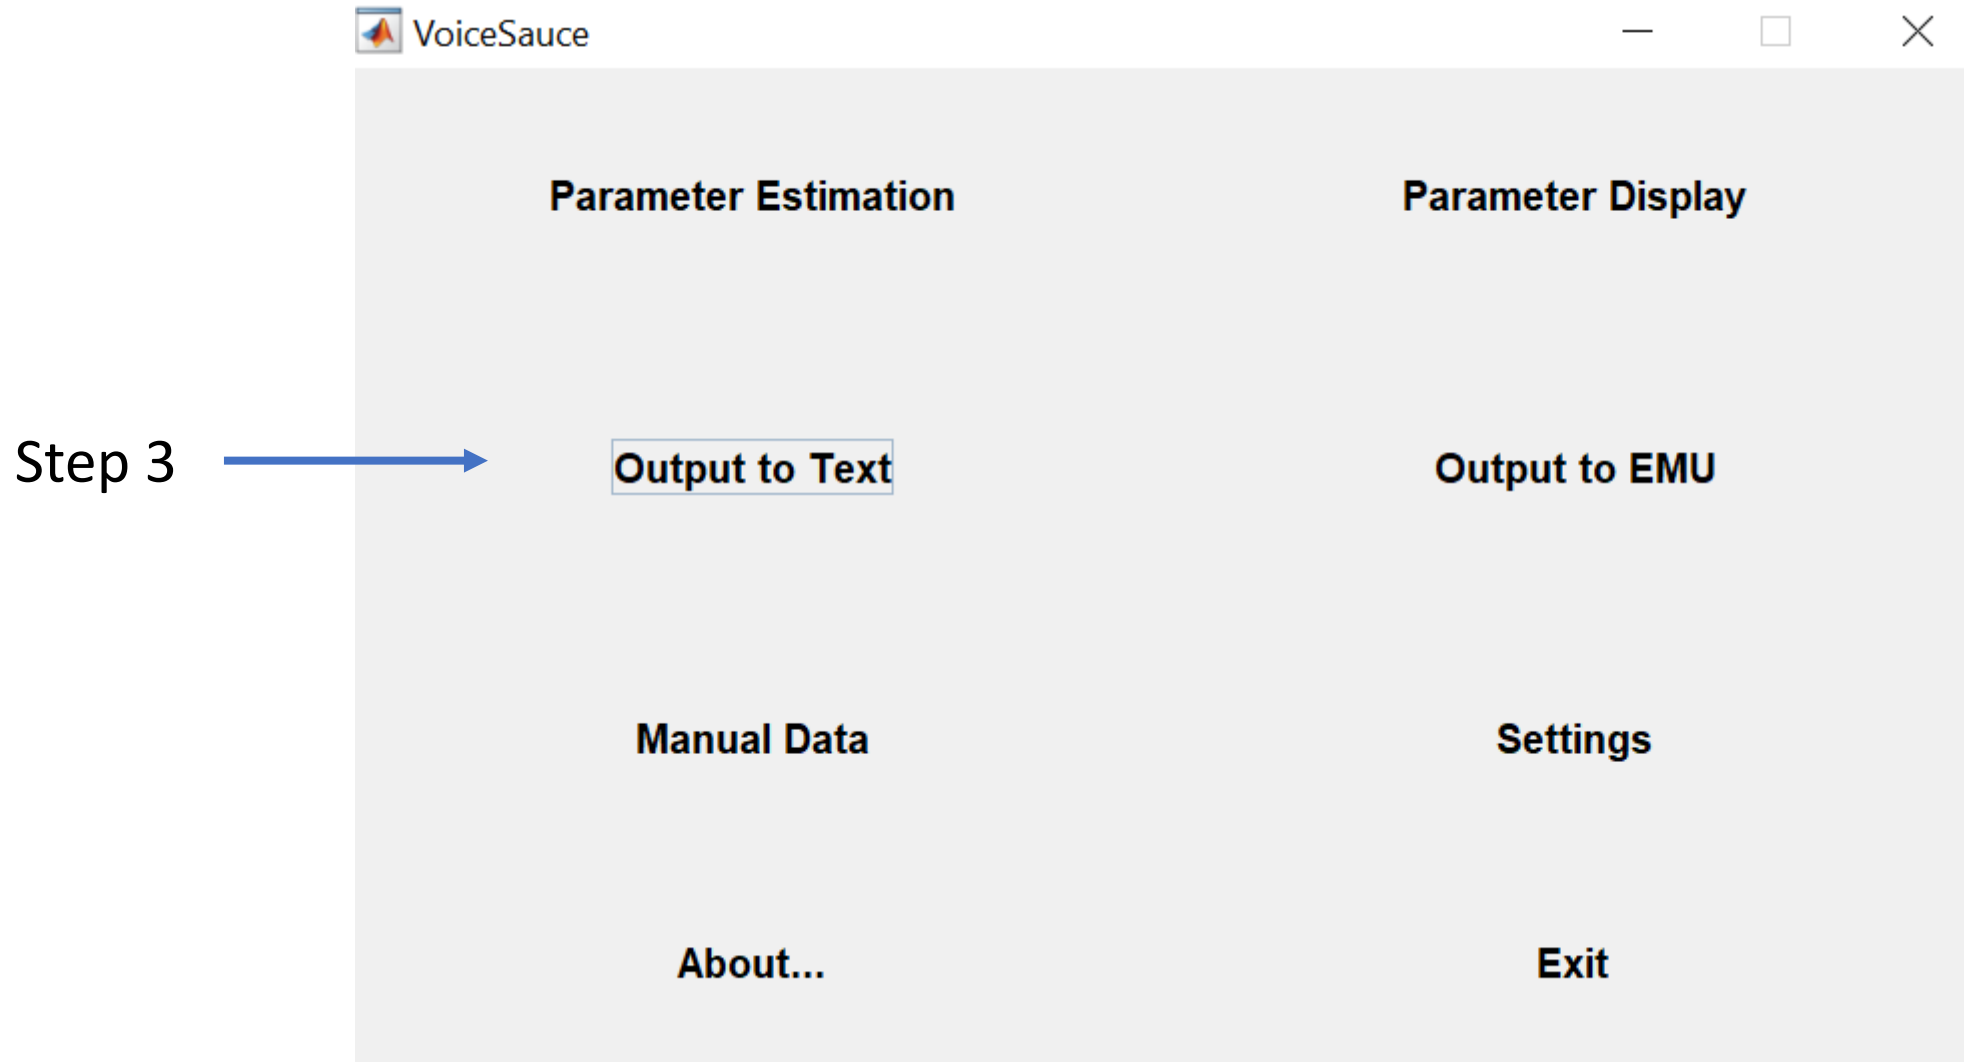 VoiceSauce
Parameter Estimation
Parameter Display
Step 3
Output to Text
Output to EMU
Manual Data
Settings
About...
Exit